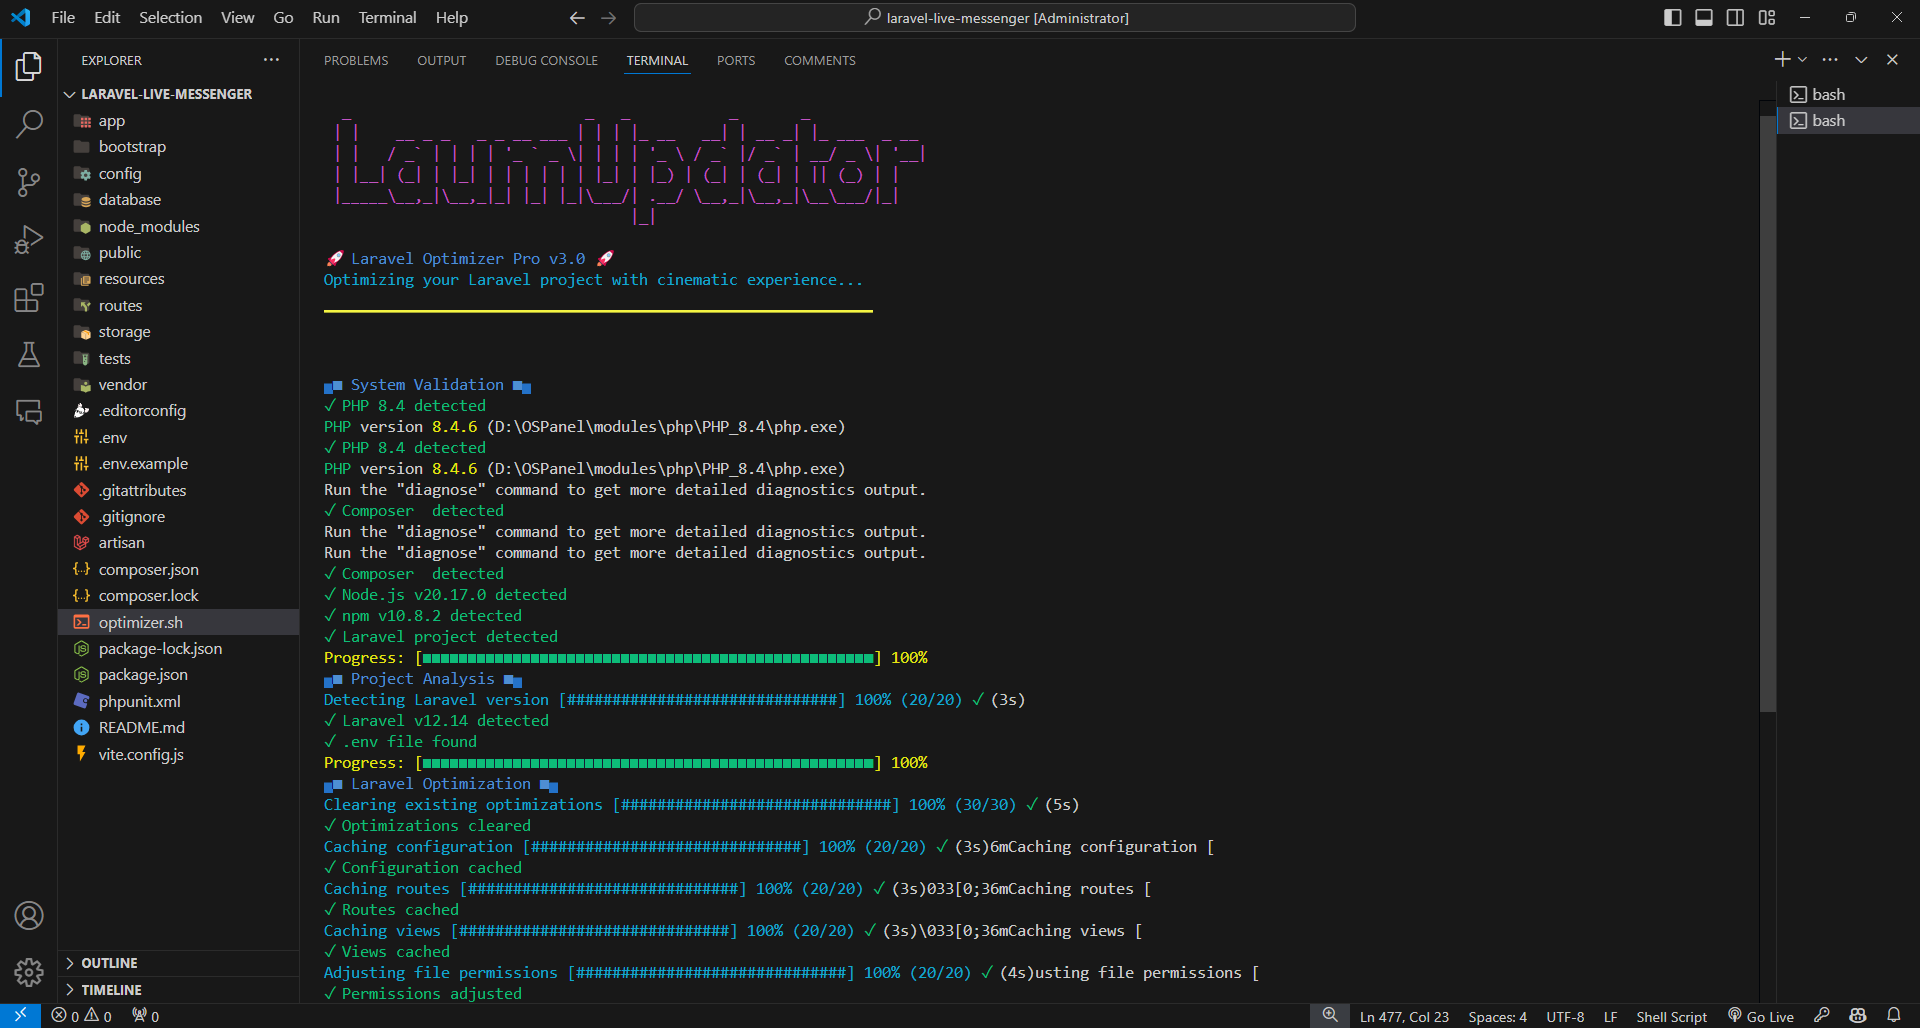 File Edit Selection View Go Run Terminal Help
laravel-live-messenger [Administrator]
EXPLORER
LARAVEL-LIVE-MESSENGER
app
bootstrap
config
database
node_modules
public
resources
routes
storage
tests
vendor
.editorconfig
.env
.env.example
.gitattributes
.gitignore
artisan
composer.json
composer.lock
optimizer.sh
package-lock.json
package.json
phpunit.xml
README.md
vite.config.js
OUTLINE
TIMELINE
PROBLEMS OUTPUT DEBUG CONSOLE TERMINAL PORTS COMMENTS
LaymUpdator
🚀 Laravel Optimizer Pro v3.0 🚀
Optimizing your Laravel project with cinematic experience...
System Validation
✓ PHP 8.4 detected
PHP version 8.4.6 (D:\OSPanel\modules\php\PHP_8.4\php.exe)
✓ PHP 8.4 detected
PHP version 8.4.6 (D:\OSPanel\modules\php\PHP_8.4\php.exe)
Run the "diagnose" command to get more detailed diagnostics output.
✓ Composer  detected
Run the "diagnose" command to get more detailed diagnostics output.
Run the "diagnose" command to get more detailed diagnostics output.
✓ Composer  detected
✓ Node.js v20.17.0 detected
✓ npm v10.8.2 detected
✓ Laravel project detected
Progress: [■■■■■■■■■■■■■■■■■■■■■■■■■■■■■■■■■■■■■■■■■■■■■■■■■■] 100%
Project Analysis
Detecting Laravel version [##############################] 100% (20/20) ✓ (3s)
✓ Laravel v12.14 detected
✓ .env file found
Progress: [■■■■■■■■■■■■■■■■■■■■■■■■■■■■■■■■■■■■■■■■■■■■■■■■■■] 100%
Laravel Optimization
Clearing existing optimizations [##############################] 100% (30/30) ✓ (5s)
✓ Optimizations cleared
Caching configuration [##############################] 100% (20/20) ✓ (3s)6mCaching configuration [
✓ Configuration cached
Caching routes [##############################] 100% (20/20) ✓ (3s)033[0;36mCaching routes [
✓ Routes cached
Caching views [##############################] 100% (20/20) ✓ (3s)\033[0;36mCaching views [
✓ Views cached
Adjusting file permissions [##############################] 100% (20/20) ✓ (4s)usting file permissions [
✓ Permissions adjusted
bash
bash
0 0 0
Ln 477, Col 23 Spaces: 4 UTF-8 LF Shell Script Go Live